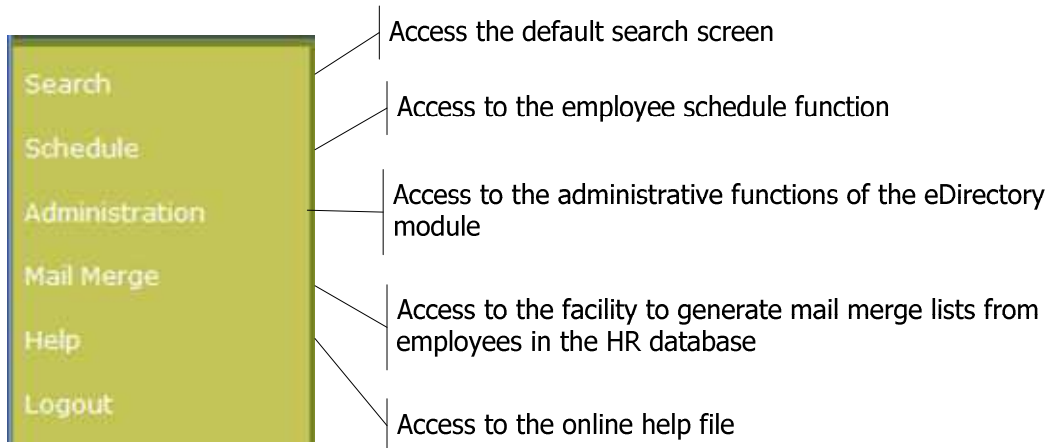 Search
Schedule
Administration
Mail Merge
Help
Logout
Access the default search screen
Access to the employee schedule function
Access to the administrative functions of the eDirectory
module
Access to the facility to generate mail merge lists from
employees in the HR database
Access to the online help file